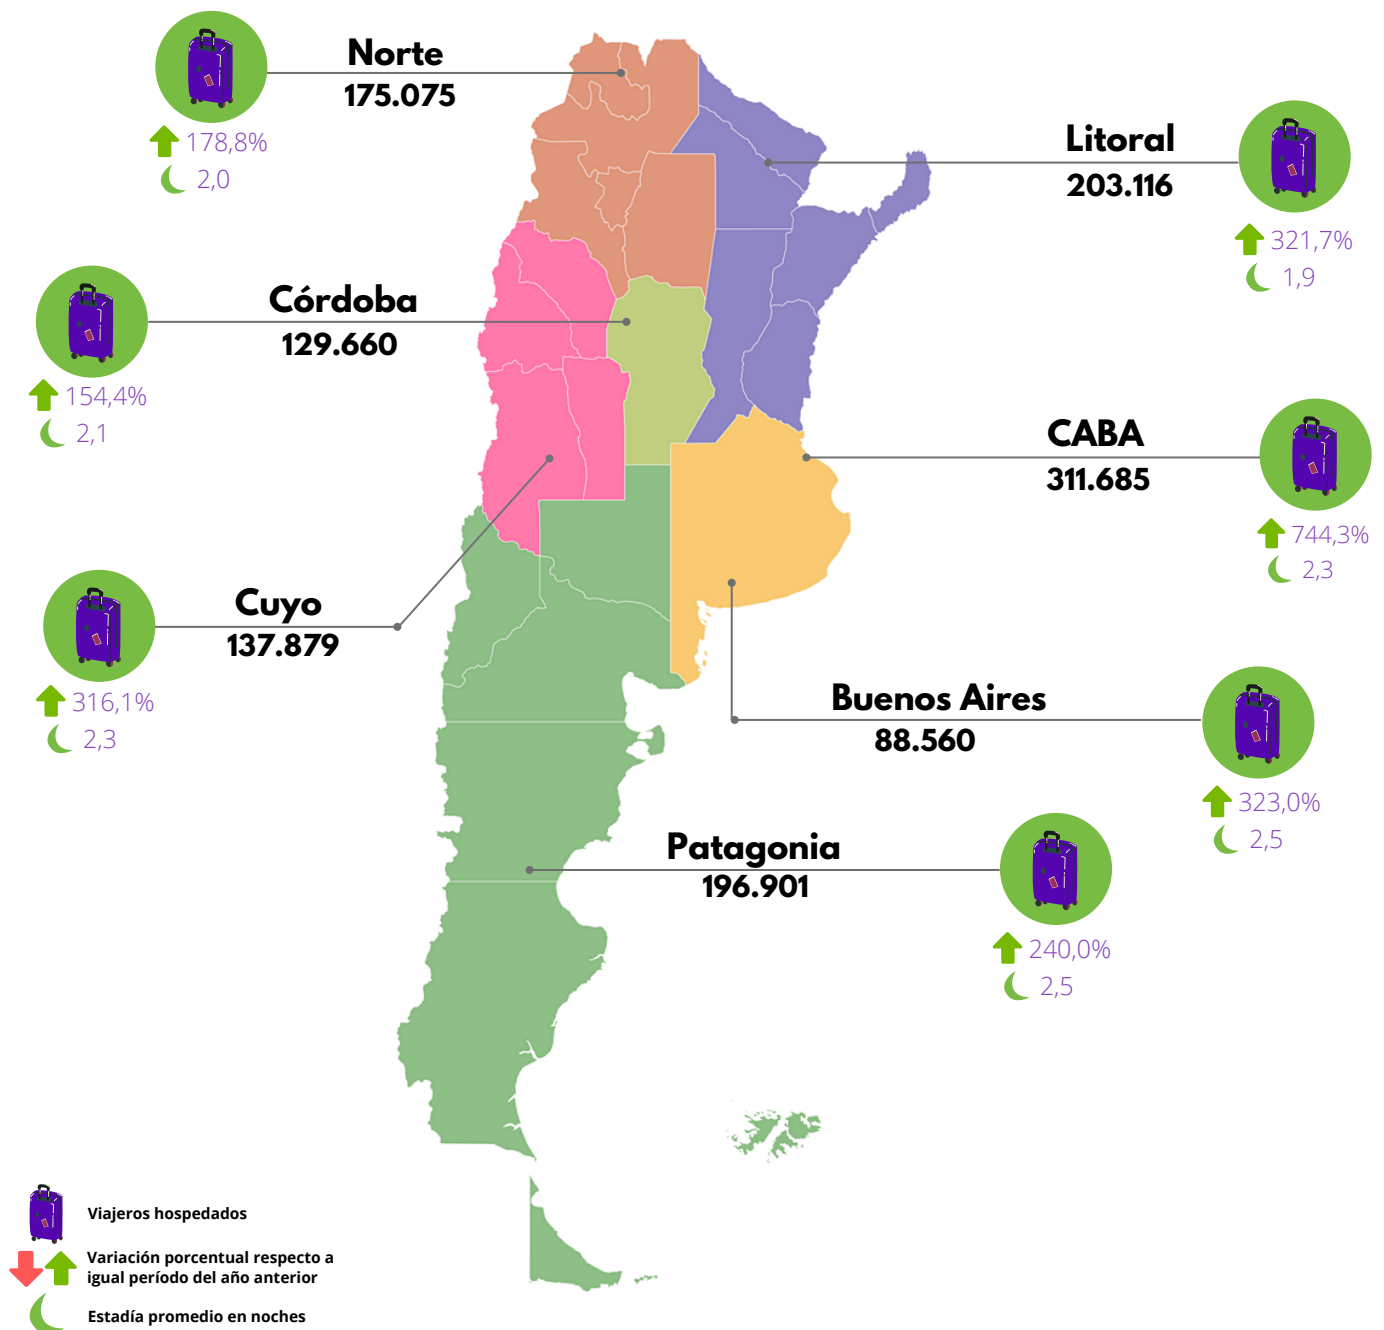 Norte
175.075
178,8%
2,0
Litoral
203.116
321,7%
1,9
Córdoba
129.660
154,4%
2,1
CABA
311.685
744,3%
2,3
Cuyo
137.879
316,1%
2,3
Buenos Aires
88.560
323,0%
2,5
Patagonia
196.901
240,0%
2,5
Viajeros hospedados
Variación porcentual respecto a
igual período del año anterior
Estadía promedio en noches